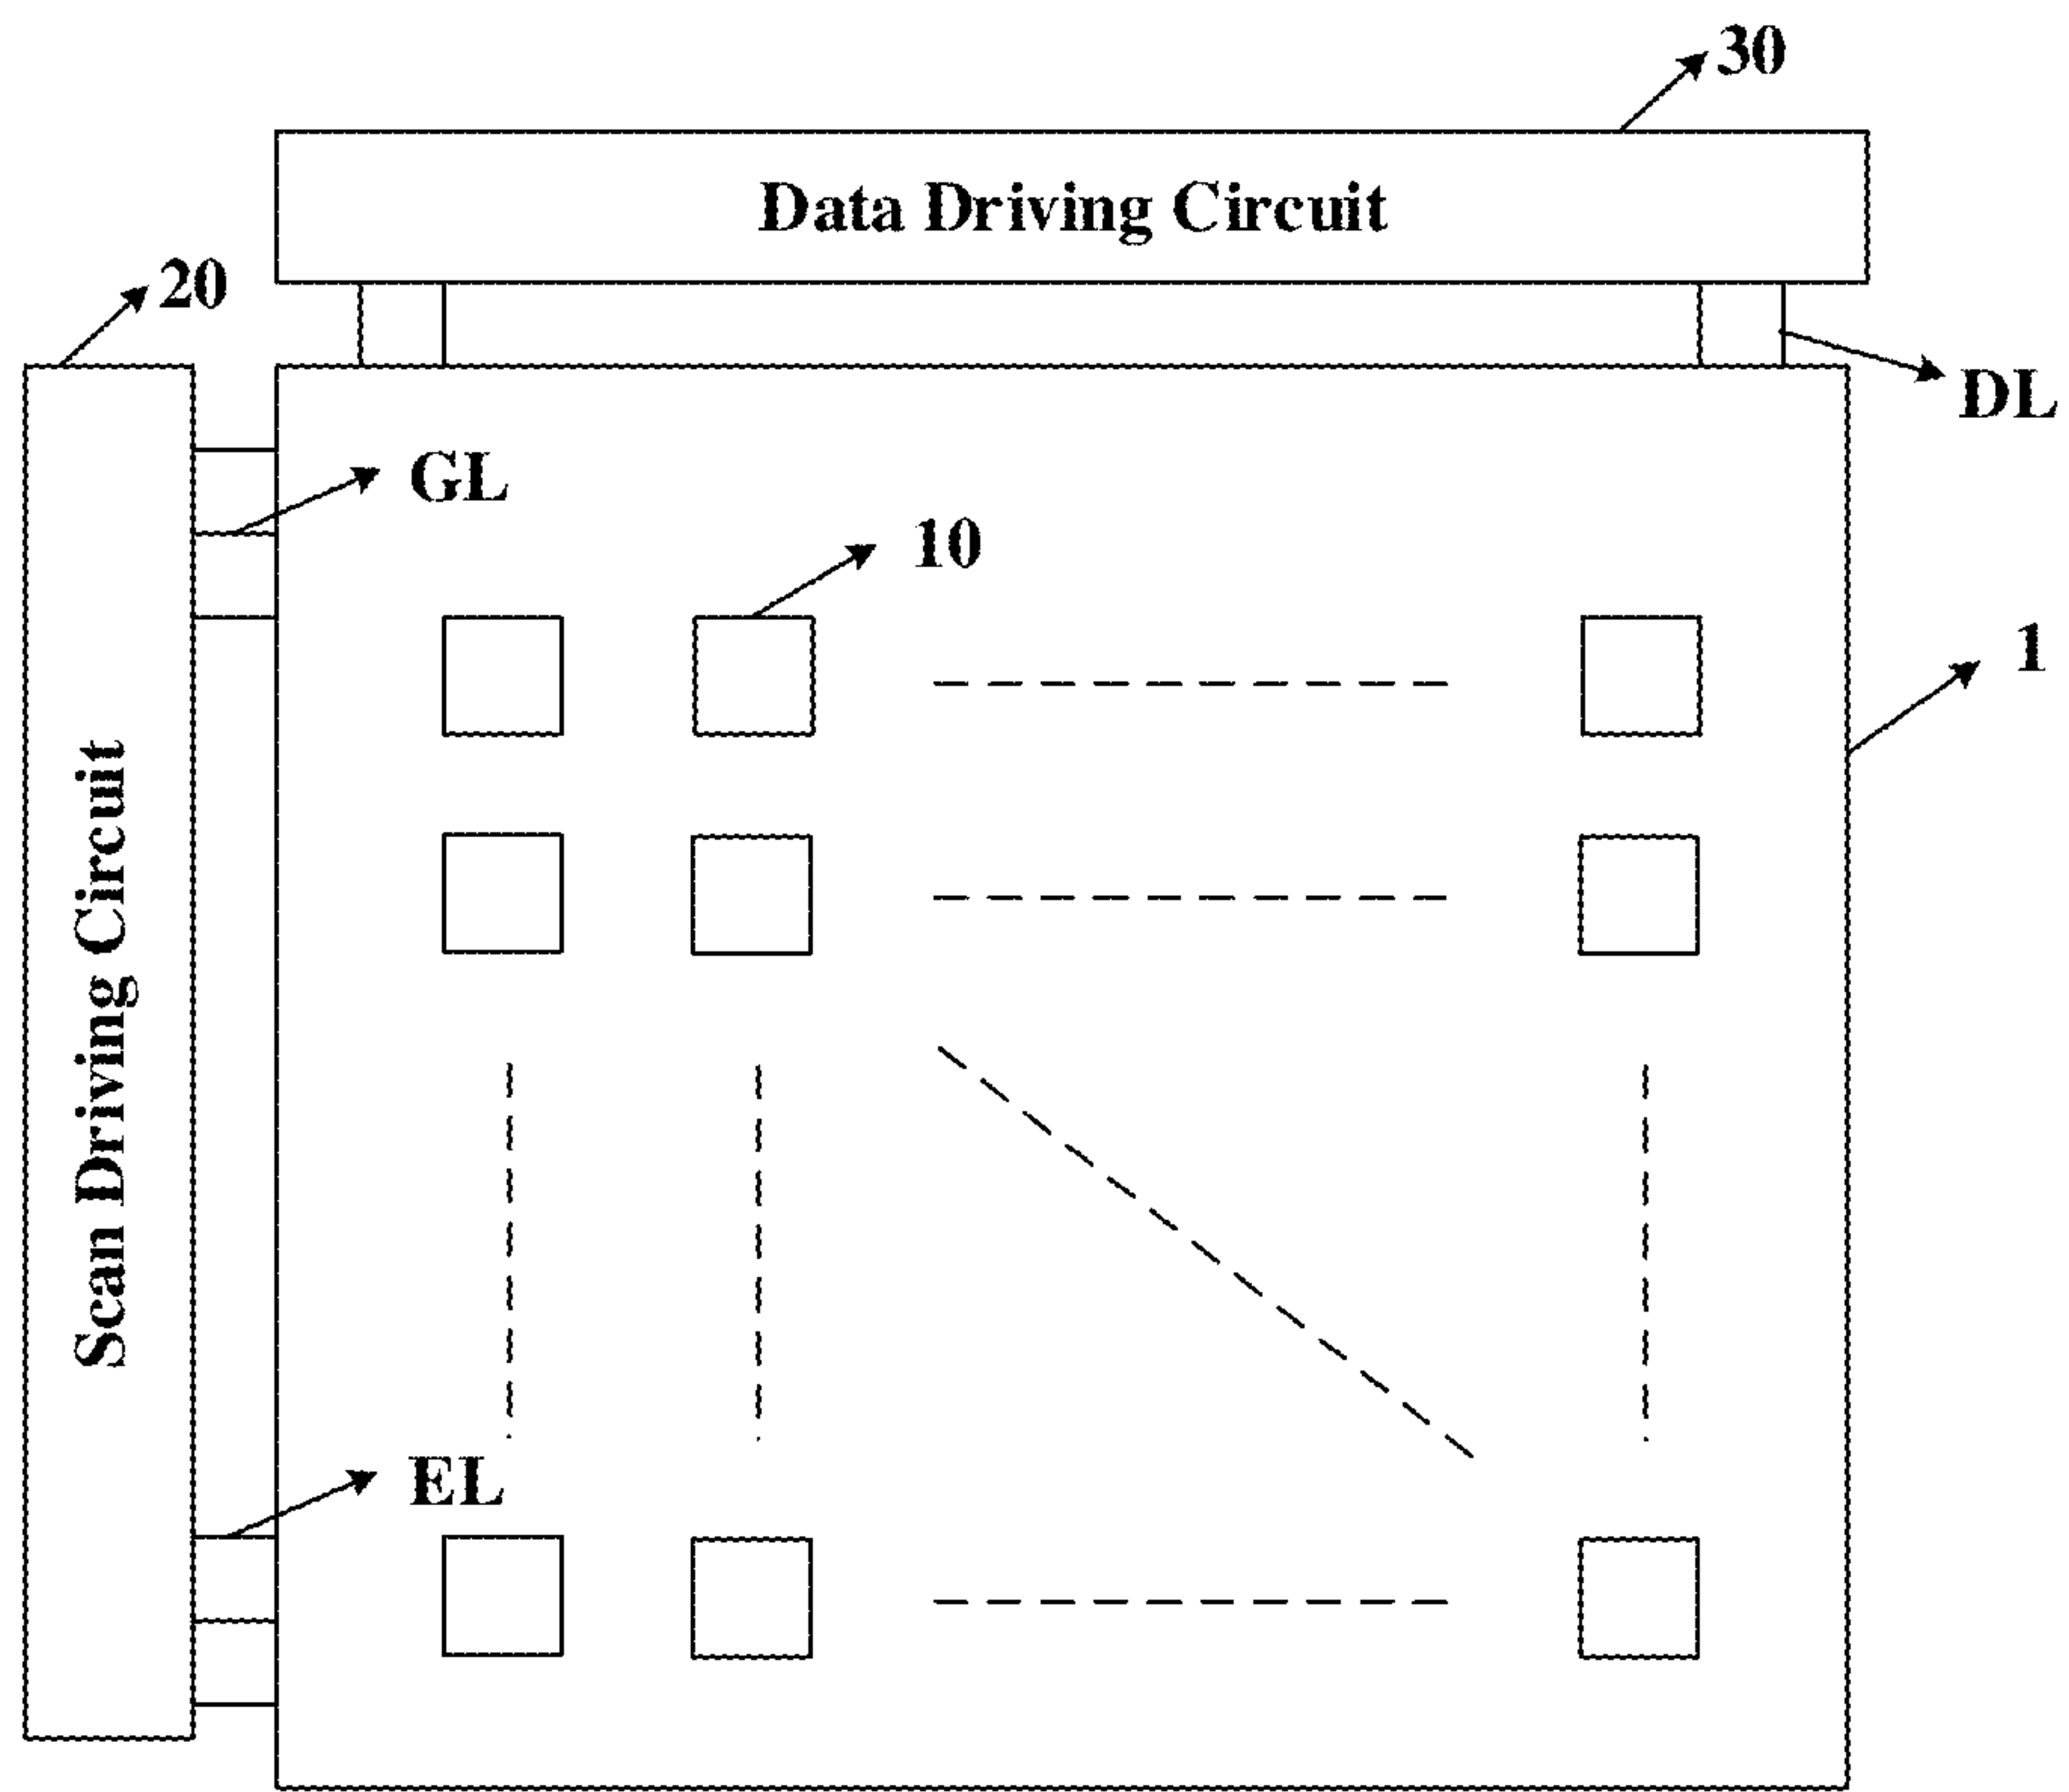 30
Data Driving Circuit
20
DL
GL
10
1
Scan Driving Circuit
EL